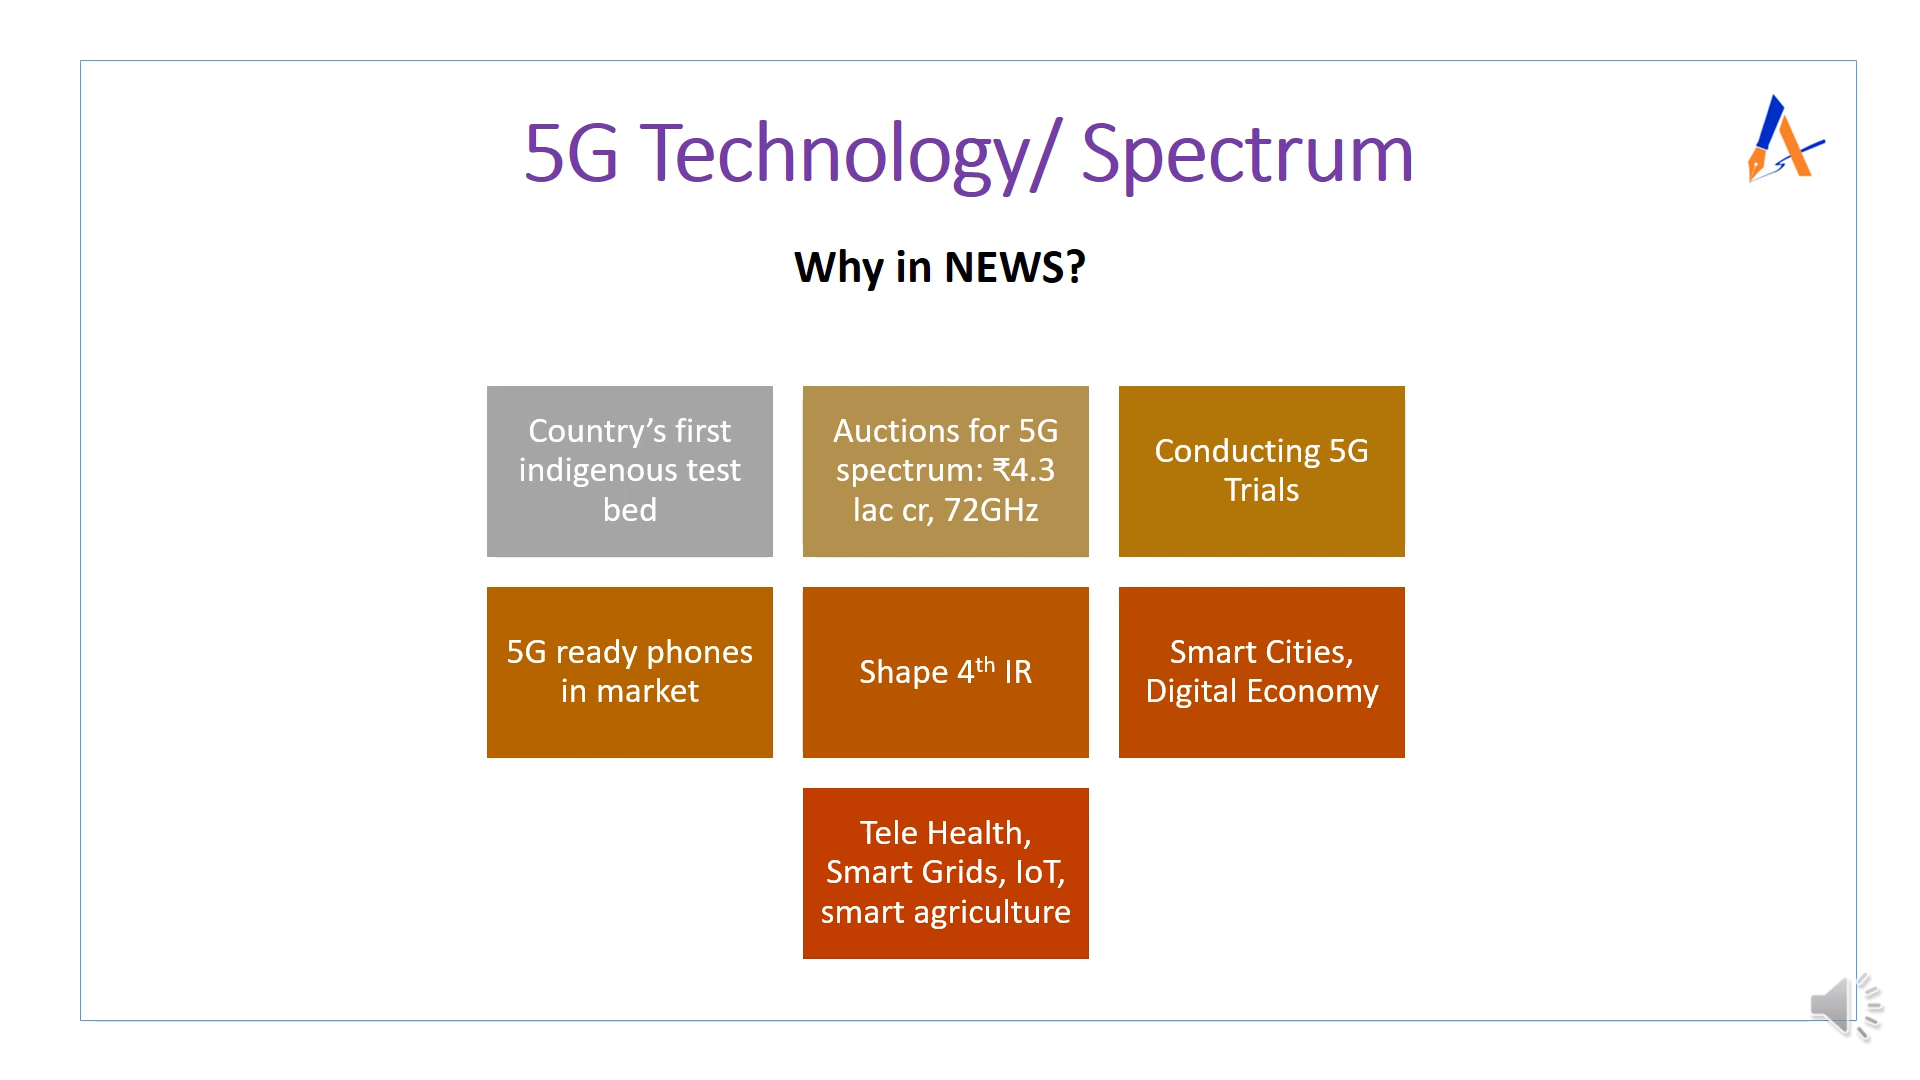 5G Technology/ Spectrum
Why in NEWS?
Country’s first
indigenous test
bed
Auctions for 5G
spectrum: ₹4.3
lac cr, 72GHz
Conducting 5G
Trials
5G ready phones
in market
Shape 4th IR
Smart Cities,
Digital Economy
Tele Health,
Smart Grids, IoT,
smart agriculture